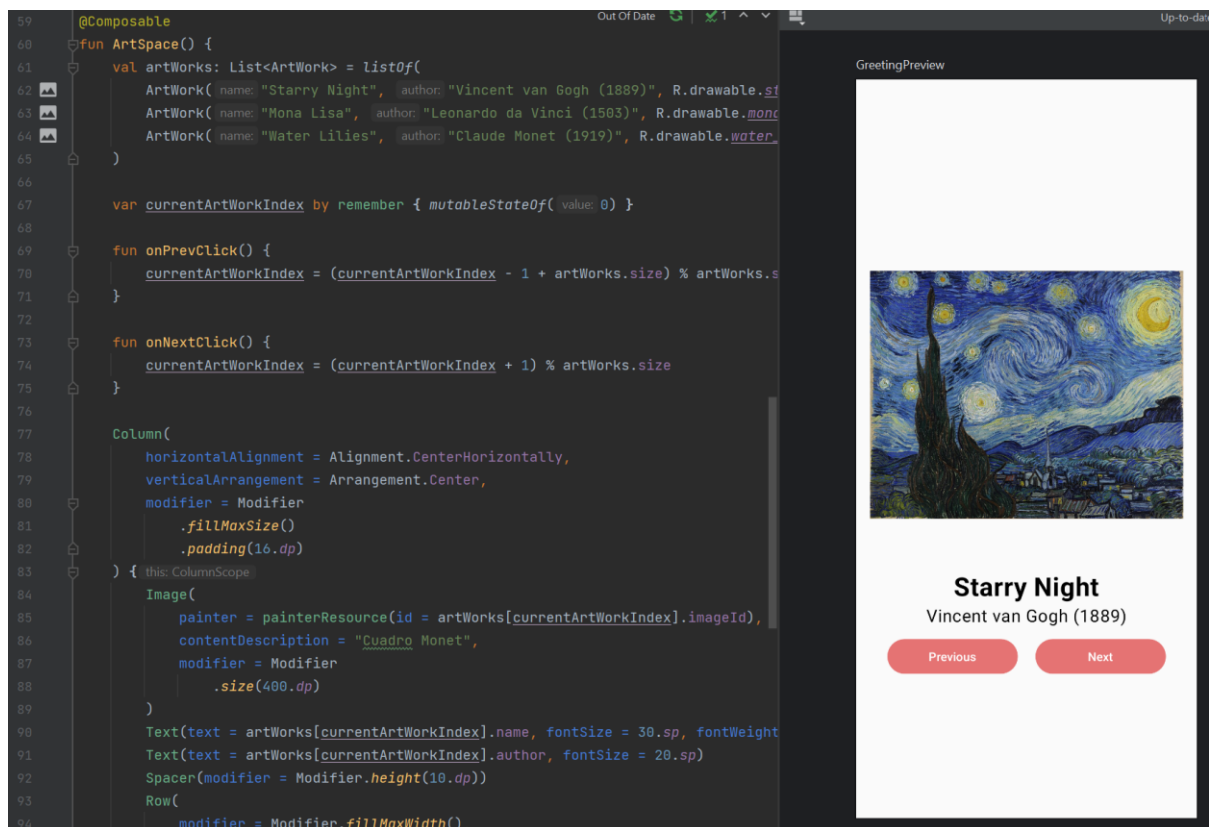 Out Of Date 1
Up-to-dat
59 @Composable
60 fun ArtSpace() {
61 val artWorks: List<ArtWork> = listOf(
62 ArtWork( name: "Starry Night", author: "Vincent van Gogh (1889)", R.drawable.st
63 ArtWork( name: "Mona Lisa", author: "Leonardo da Vinci (1503)", R.drawable.mona
64 ArtWork( name: "Water Lilies", author: "Claude Monet (1919)", R.drawable.water_
65 )
66
67 var currentArtWorkIndex by remember { mutableStateOf( value: 0) }
68
69 fun onPrevClick() {
70 currentArtWorkIndex = (currentArtWorkIndex - 1 + artWorks.size) % artWorks.s
71 }
72
73 fun onNextClick() {
74 currentArtWorkIndex = (currentArtWorkIndex + 1) % artWorks.size
75 }
76
77 Column(
78 horizontalAlignment = Alignment.CenterHorizontally,
79 verticalArrangement = Arrangement.Center,
80 modifier = Modifier
81 .fillMaxSize()
82 .padding(16.dp)
83 ) { this: ColumnScope
84 Image(
85 painter = painterResource(id = artWorks[currentArtWorkIndex].imageId),
86 contentDescription = "Cuadro Monet",
87 modifier = Modifier
88 .size(400.dp)
89 )
90 Text(text = artWorks[currentArtWorkIndex].name, fontSize = 30.sp, fontWeight
91 Text(text = artWorks[currentArtWorkIndex].author, fontSize = 20.sp)
92 Spacer(modifier = Modifier.height(10.dp))
93 Row(
94 modifier = Modifier.fillMaxWidth()
GreetingPreview
Starry Night
Vincent van Gogh (1889)
Previous Next